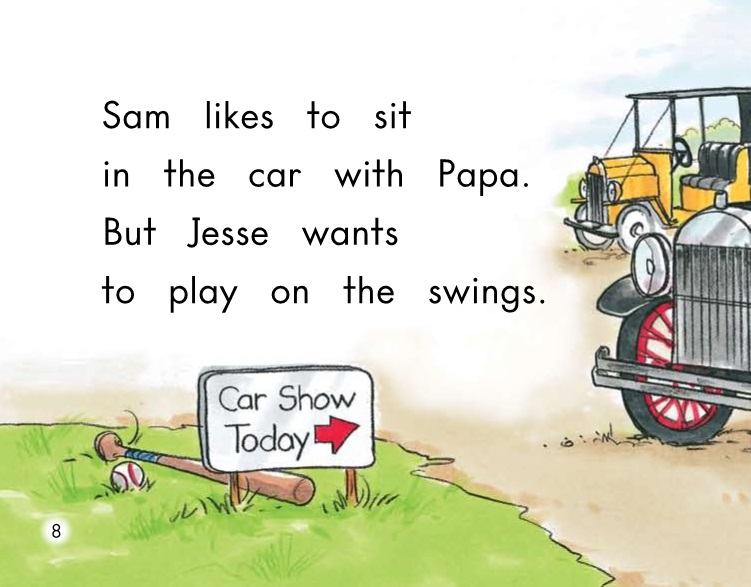 Sam likes to sit
in the car with Papa.
But Jesse wants
to play on the swings.
Car Show
Today
8